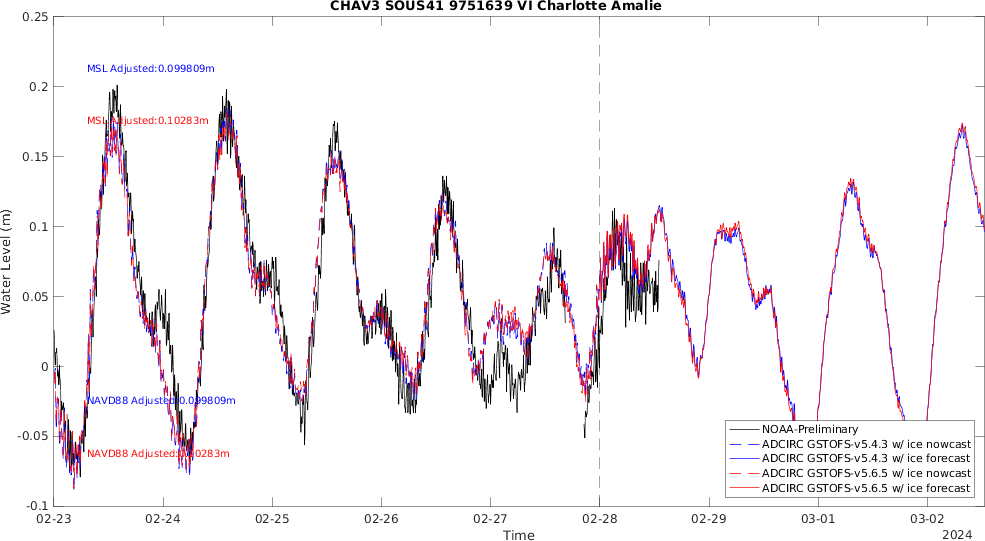 CHAV3 SOUS41 9751639 VI Charlotte Amalie
0.25
0.2
0.15
0.1
0.05
0
-0.05
-0.1
Water Level (m)
MSL Adjusted:0.099809m
MSL Adjusted:0.10283m
NAVD88 Adjusted:0.099809m
NAVD88 Adjusted:0.10283m
NOAA-Preliminary
ADCIRC GSTOFS-v5.4.3 w/ ice nowcast
ADCIRC GSTOFS-v5.4.3 w/ ice forecast
ADCIRC GSTOFS-v5.6.5 w/ ice nowcast
ADCIRC GSTOFS-v5.6.5 w/ ice forecast
02-23 02-24 02-25 02-26 02-27 02-28 02-29 03-01 03-02
Time
2024